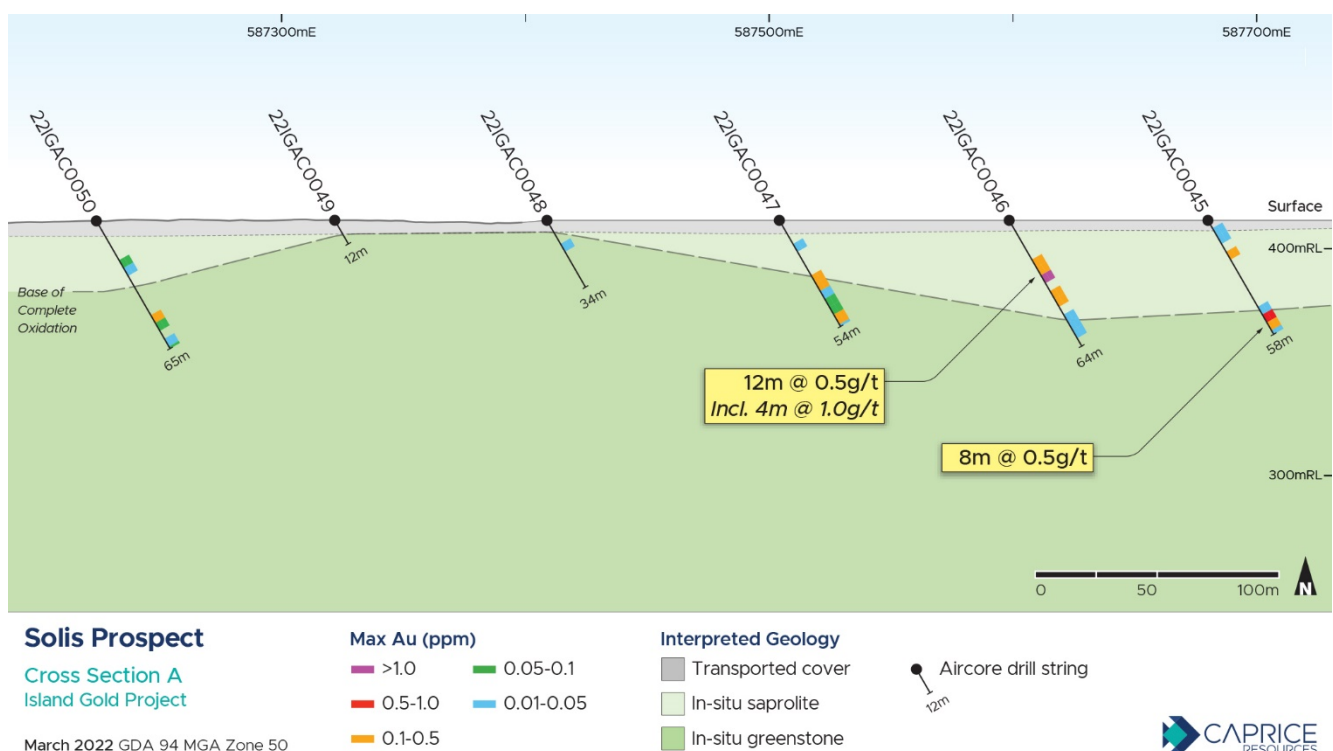 587300mE
587500mE
587700mE
22IGAC0050
22IGAC0049
22IGAC0048
22IGAC0047
22IGAC0046
22IGAC0045
Surface
400mRL
12m
Base of
Complete
Oxidation
34m
65m
54m
64m
58m
12m @ 0.5g/t
Incl. 4m @ 1.0g/t
8m @ 0.5g/t
300mRL
0 50 100m
N
Solis Prospect
Cross Section A
Island Gold Project
March 2022 GDA 94 MGA Zone 50
Max Au (ppm)
>1.0
0.5-1.0
0.1-0.5
0.05-0.1
0.01-0.05
Interpreted Geology
Transported cover
In-situ saprolite
In-situ greenstone
Aircore drill string
12m
CAPRICE
RESOURCES